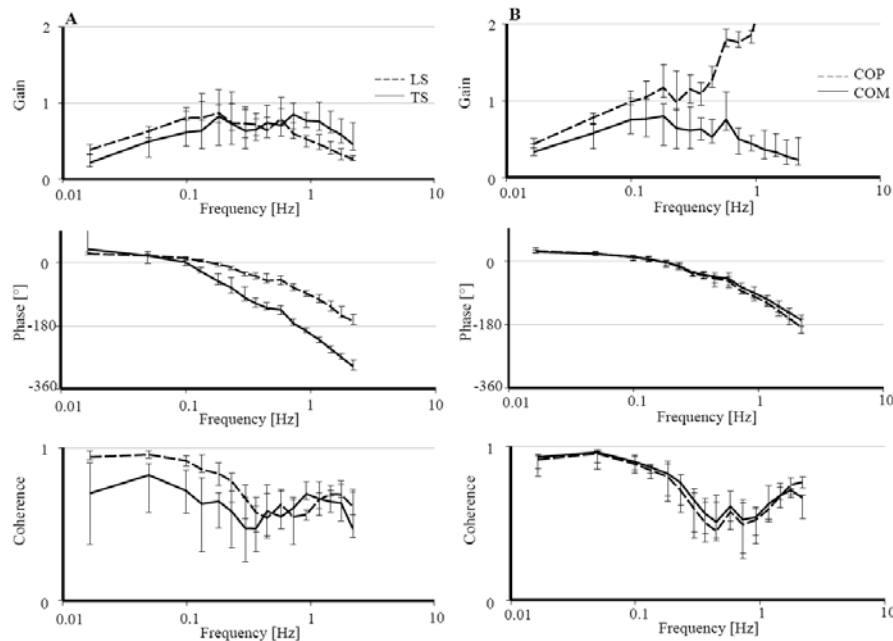 A
2
Gain
1
0
0.01
0.1
1
10
Frequency [Hz]
LS
TS
B
2
Gain
1
0
0.01
0.1
1
10
Frequency [Hz]
COP
COM
0
Phase [°]
-180
-360
0.01
0.1
1
10
Frequency [Hz]
0
Phase [°]
-180
-360
0.01
0.1
1
10
Frequency [Hz]
1
Coherence
0
0.01
0.1
1
10
Frequency [Hz]
1
Coherence
0
0.01
0.1
1
10
Frequency [Hz]